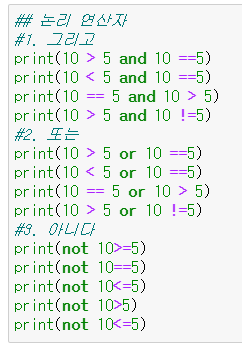 ## 논리 연산자
#1. 그리고
print(10 > 5 and 10 ==5)
print(10 < 5 and 10 ==5)
print(10 == 5 and 10 > 5)
print(10 > 5 and 10 !=5)
#2. 또는
print(10 > 5 or 10 ==5)
print(10 < 5 or 10 ==5)
print(10 == 5 or 10 > 5)
print(10 > 5 or 10 !=5)
#3. 아니다
print(not 10>=5)
print(not 10==5)
print(not 10<=5)
print(not 10>5)
print(not 10<=5)